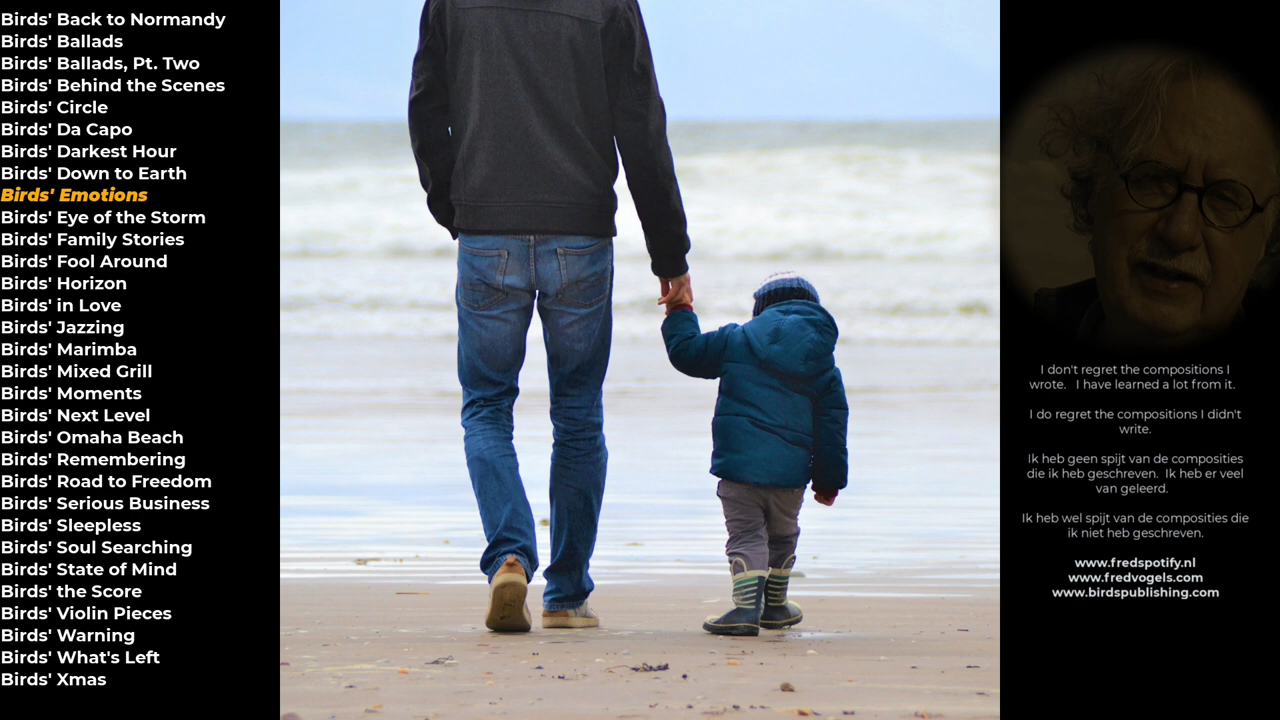 Birds' Back to Normandy
Birds' Ballads
Birds' Ballads, Pt. Two
Birds' Behind the Scenes
Birds' Circle
Birds' Da Capo
Birds' Darkest Hour
Birds' Down to Earth
Birds' Emotions
Birds' Eye of the Storm
Birds' Family Stories
Birds' Fool Around
Birds' Horizon
Birds' in Love
Birds' Jazzing
Birds' Marimba
Birds' Mixed Grill
Birds' Moments
Birds' Next Level
Birds' Omaha Beach
Birds' Remembering
Birds' Road to Freedom
Birds' Serious Business
Birds' Sleepless
Birds' Soul Searching
Birds' State of Mind
Birds' the Score
Birds' Violin Pieces
Birds' Warning
Birds' What's Left
Birds' Xmas
I don't regret the compositions I
wrote. I have learned a lot from it.
I do regret the compositions I didn't
write.
Ik heb geen spijt van de composities
die ik heb geschreven. Ik heb er veel
van geleerd.
Ik heb wel spijt van de composities die
ik niet heb geschreven.
www.fredspotify.nl
www.fredvogels.com
www.birdspublishing.com